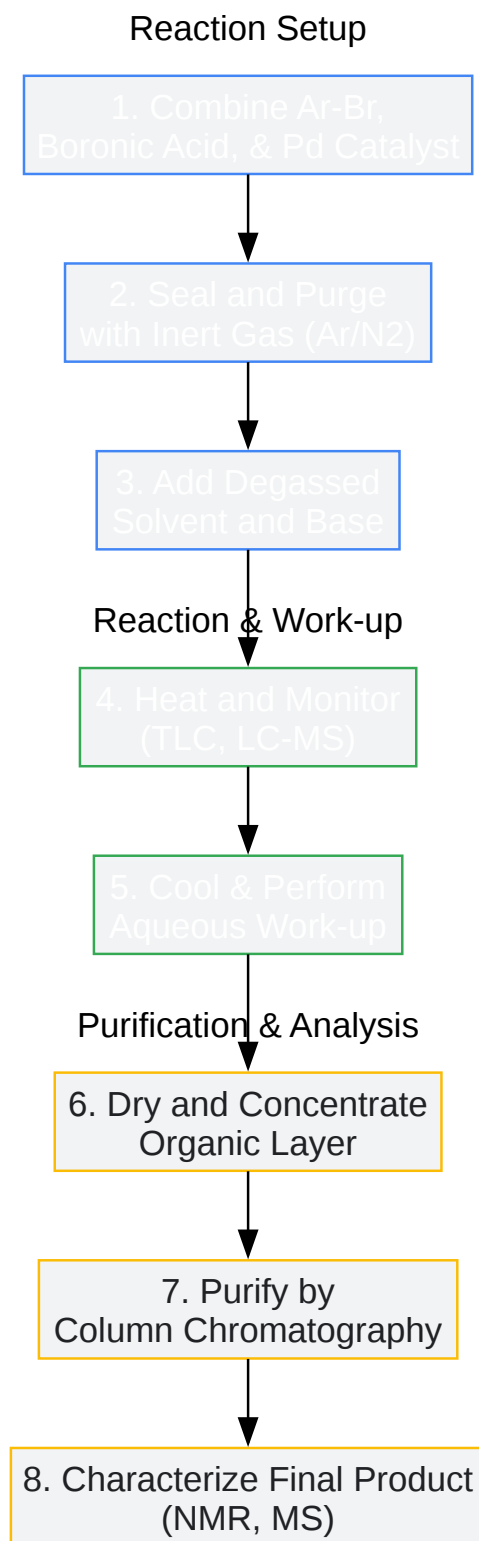 Reaction Setup
1. Combine Ar-Br,
Boronic Acid, & Pd Catalyst
2. Seal and Purge
with Inert Gas (Ar/N2)
3. Add Degassed
Solvent and Base
Reaction & Work-up
4. Heat and Monitor
(TLC, LC-MS)
5. Cool & Perform
Aqueous Work-up
Purification & Analysis
6. Dry and Concentrate
Organic Layer
7. Purify by
Column Chromatography
8. Characterize Final Product
(NMR, MS)